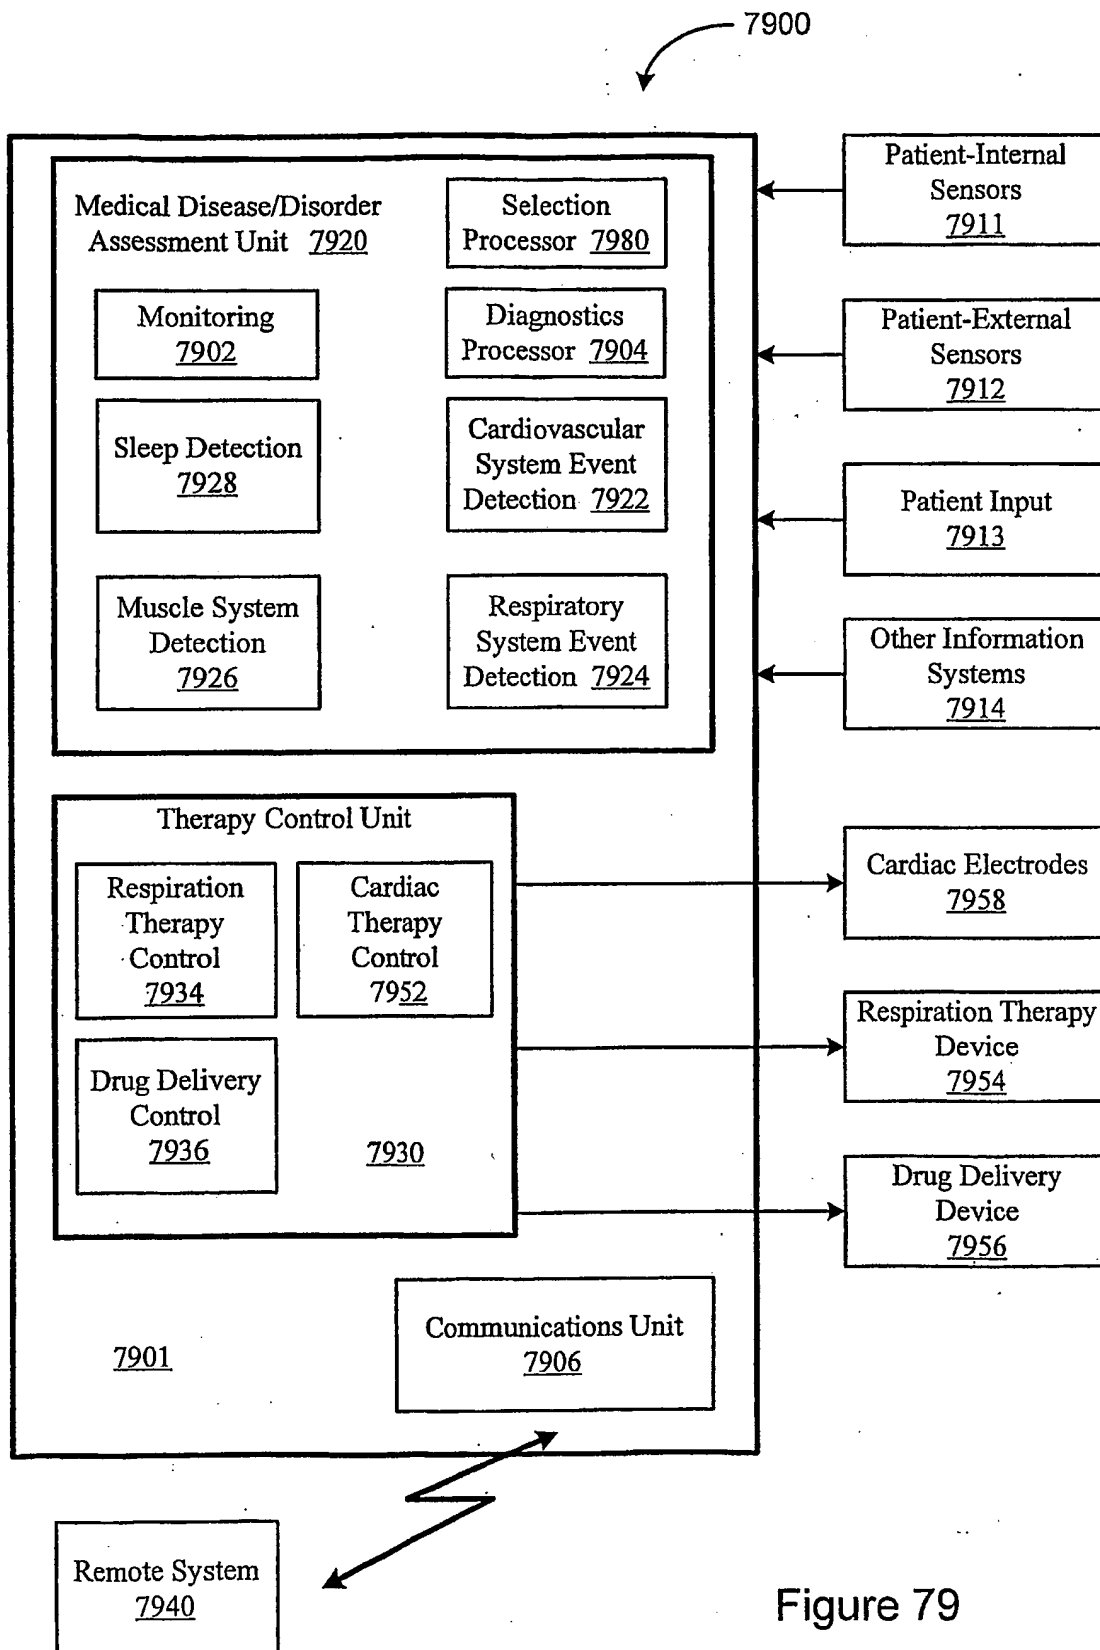 7900
Medical Disease/Disorder
Assessment Unit 7920
Selection
Processor 7980
Monitoring
7902
Diagnostics
Processor 7904
Sleep Detection
7928
Cardiovascular
System Event
Detection 7922
Muscle System
Detection
7926
Respiratory
System Event
Detection 7924
Patient-Internal
Sensors
7911
Patient-External
Sensors
7912
Patient Input
7913
Other Information
Systems
7914
Therapy Control Unit
Respiration
Therapy
Control
7934
Cardiac
Therapy
Control
7952
Drug Delivery
Control
7936
7930
Cardiac Electrodes
7958
Respiration Therapy
Device
7954
Drug Delivery
Device
7956
7901
Communications Unit
7906
Remote System
7940
Figure 79